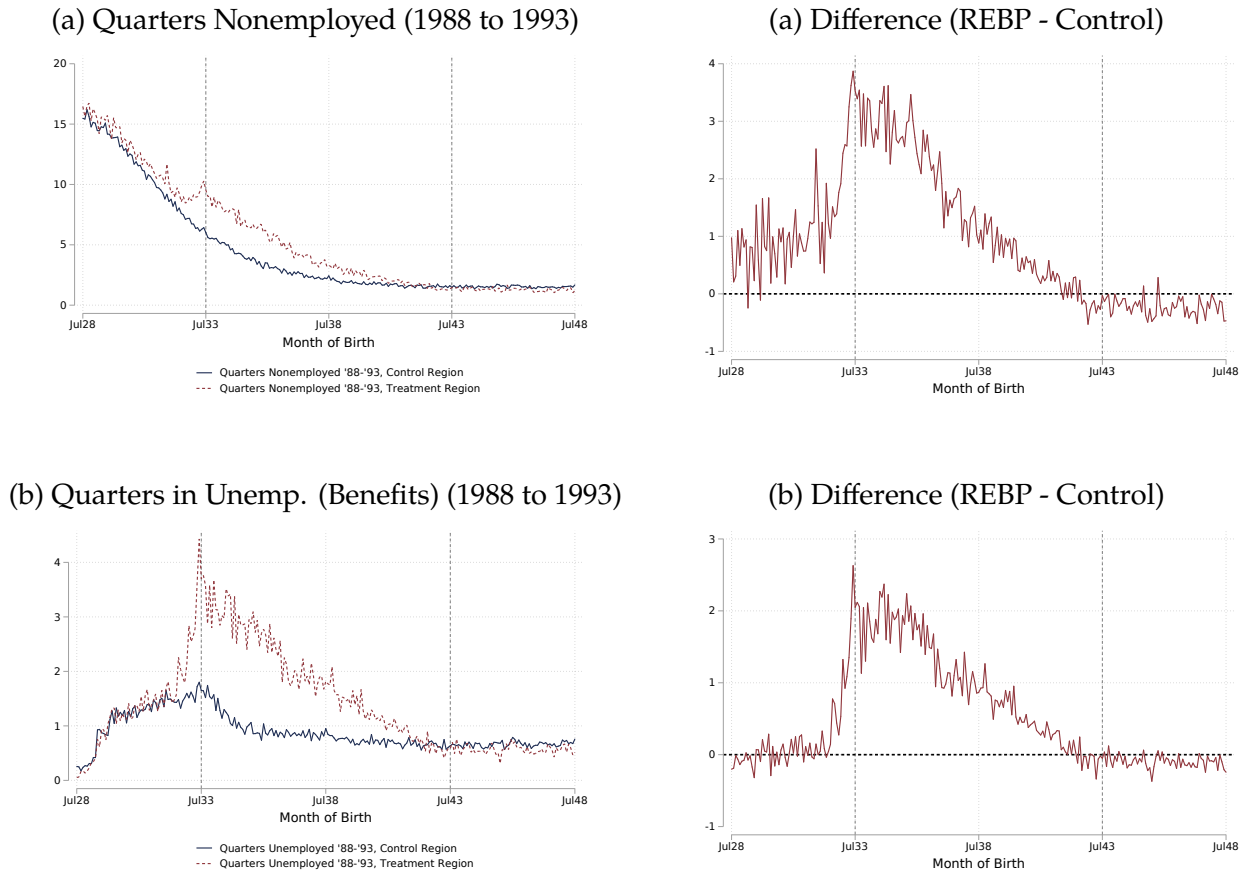 (a) Quarters Nonemployed (1988 to 1993)
20
15
10
5
0
Jul28
Jul33
Jul38
Jul43
Jul48
Month of Birth
Quarters Nonemployed '88-'93, Control Region
Quarters Nonemployed '88-'93, Treatment Region
(a) Difference (REBP - Control)
4
3
2
1
0
-1
Jul28
Jul33
Jul38
Jul43
Jul48
Month of Birth
(b) Quarters in Unemp. (Benefits) (1988 to 1993)
4
3
2
1
0
Jul28
Jul33
Jul38
Jul43
Jul48
Month of Birth
Quarters Unemployed '88-'93, Control Region
Quarters Unemployed '88-'93, Treatment Region
(b) Difference (REBP - Control)
3
2
1
0
-1
Jul28
Jul33
Jul38
Jul43
Jul48
Month of Birth